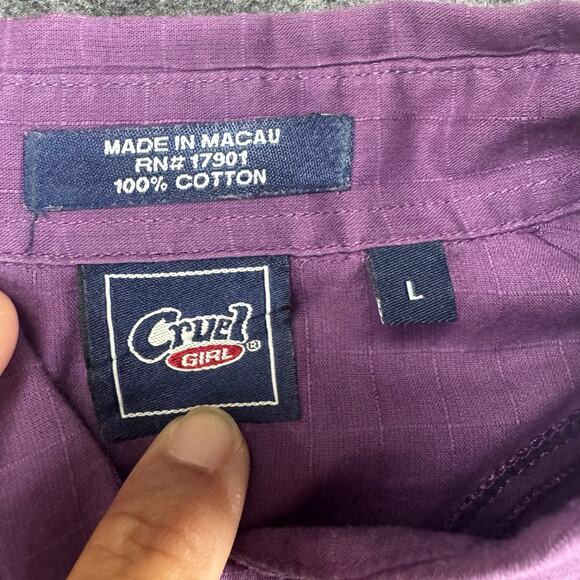 MADE IN MACAU
RN# 17901
100% COTTON
Cruel
GIRL ®
L